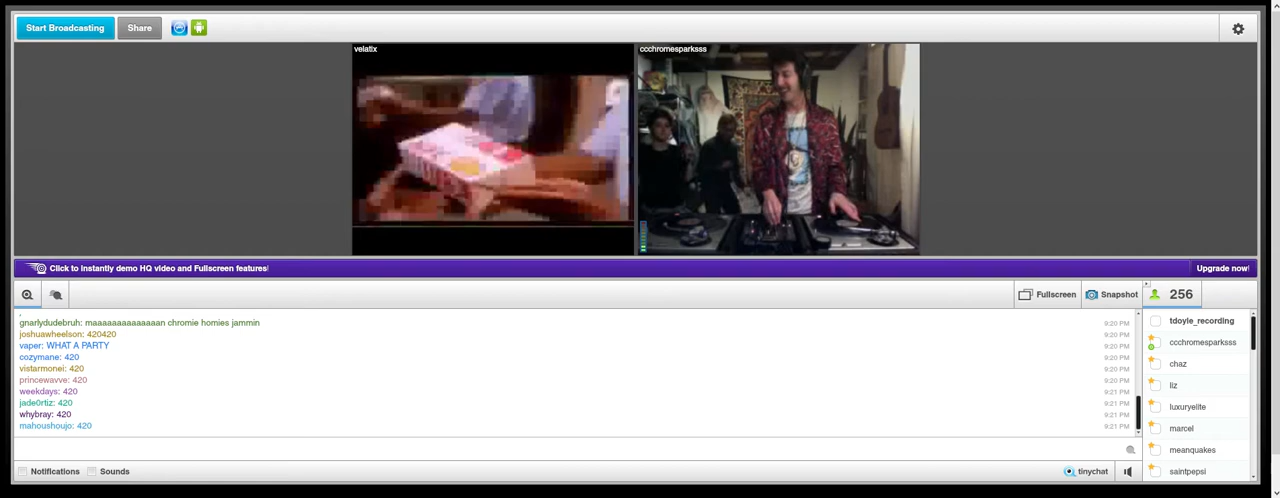 Start Broadcasting Share
velatix ccchromesparksss
Click to instantly demo HQ video and Fullscreen features! Upgrade now!
Fullscreen Snapshot 256
gnarlydudebruh: maaaaaaaaaaaaaaan chromie homies jammin 9:20 PM
joshuawheelson: 420420 9:20 PM
vaper: WHAT A PARTY 9:20 PM
cozymane: 420 9:20 PM
vistarmonei: 420 9:20 PM
princewavve: 420 9:20 PM
weekdays: 420 9:21 PM
jade0rtiz: 420 9:21 PM
whybray: 420 9:21 PM
mahoushoujo: 420 9:21 PM
tdoyle_recording
ccchromesparksss
chaz
liz
luxuryelite
marcel
meanquakes
saintpepsi
Notifications Sounds tinychat